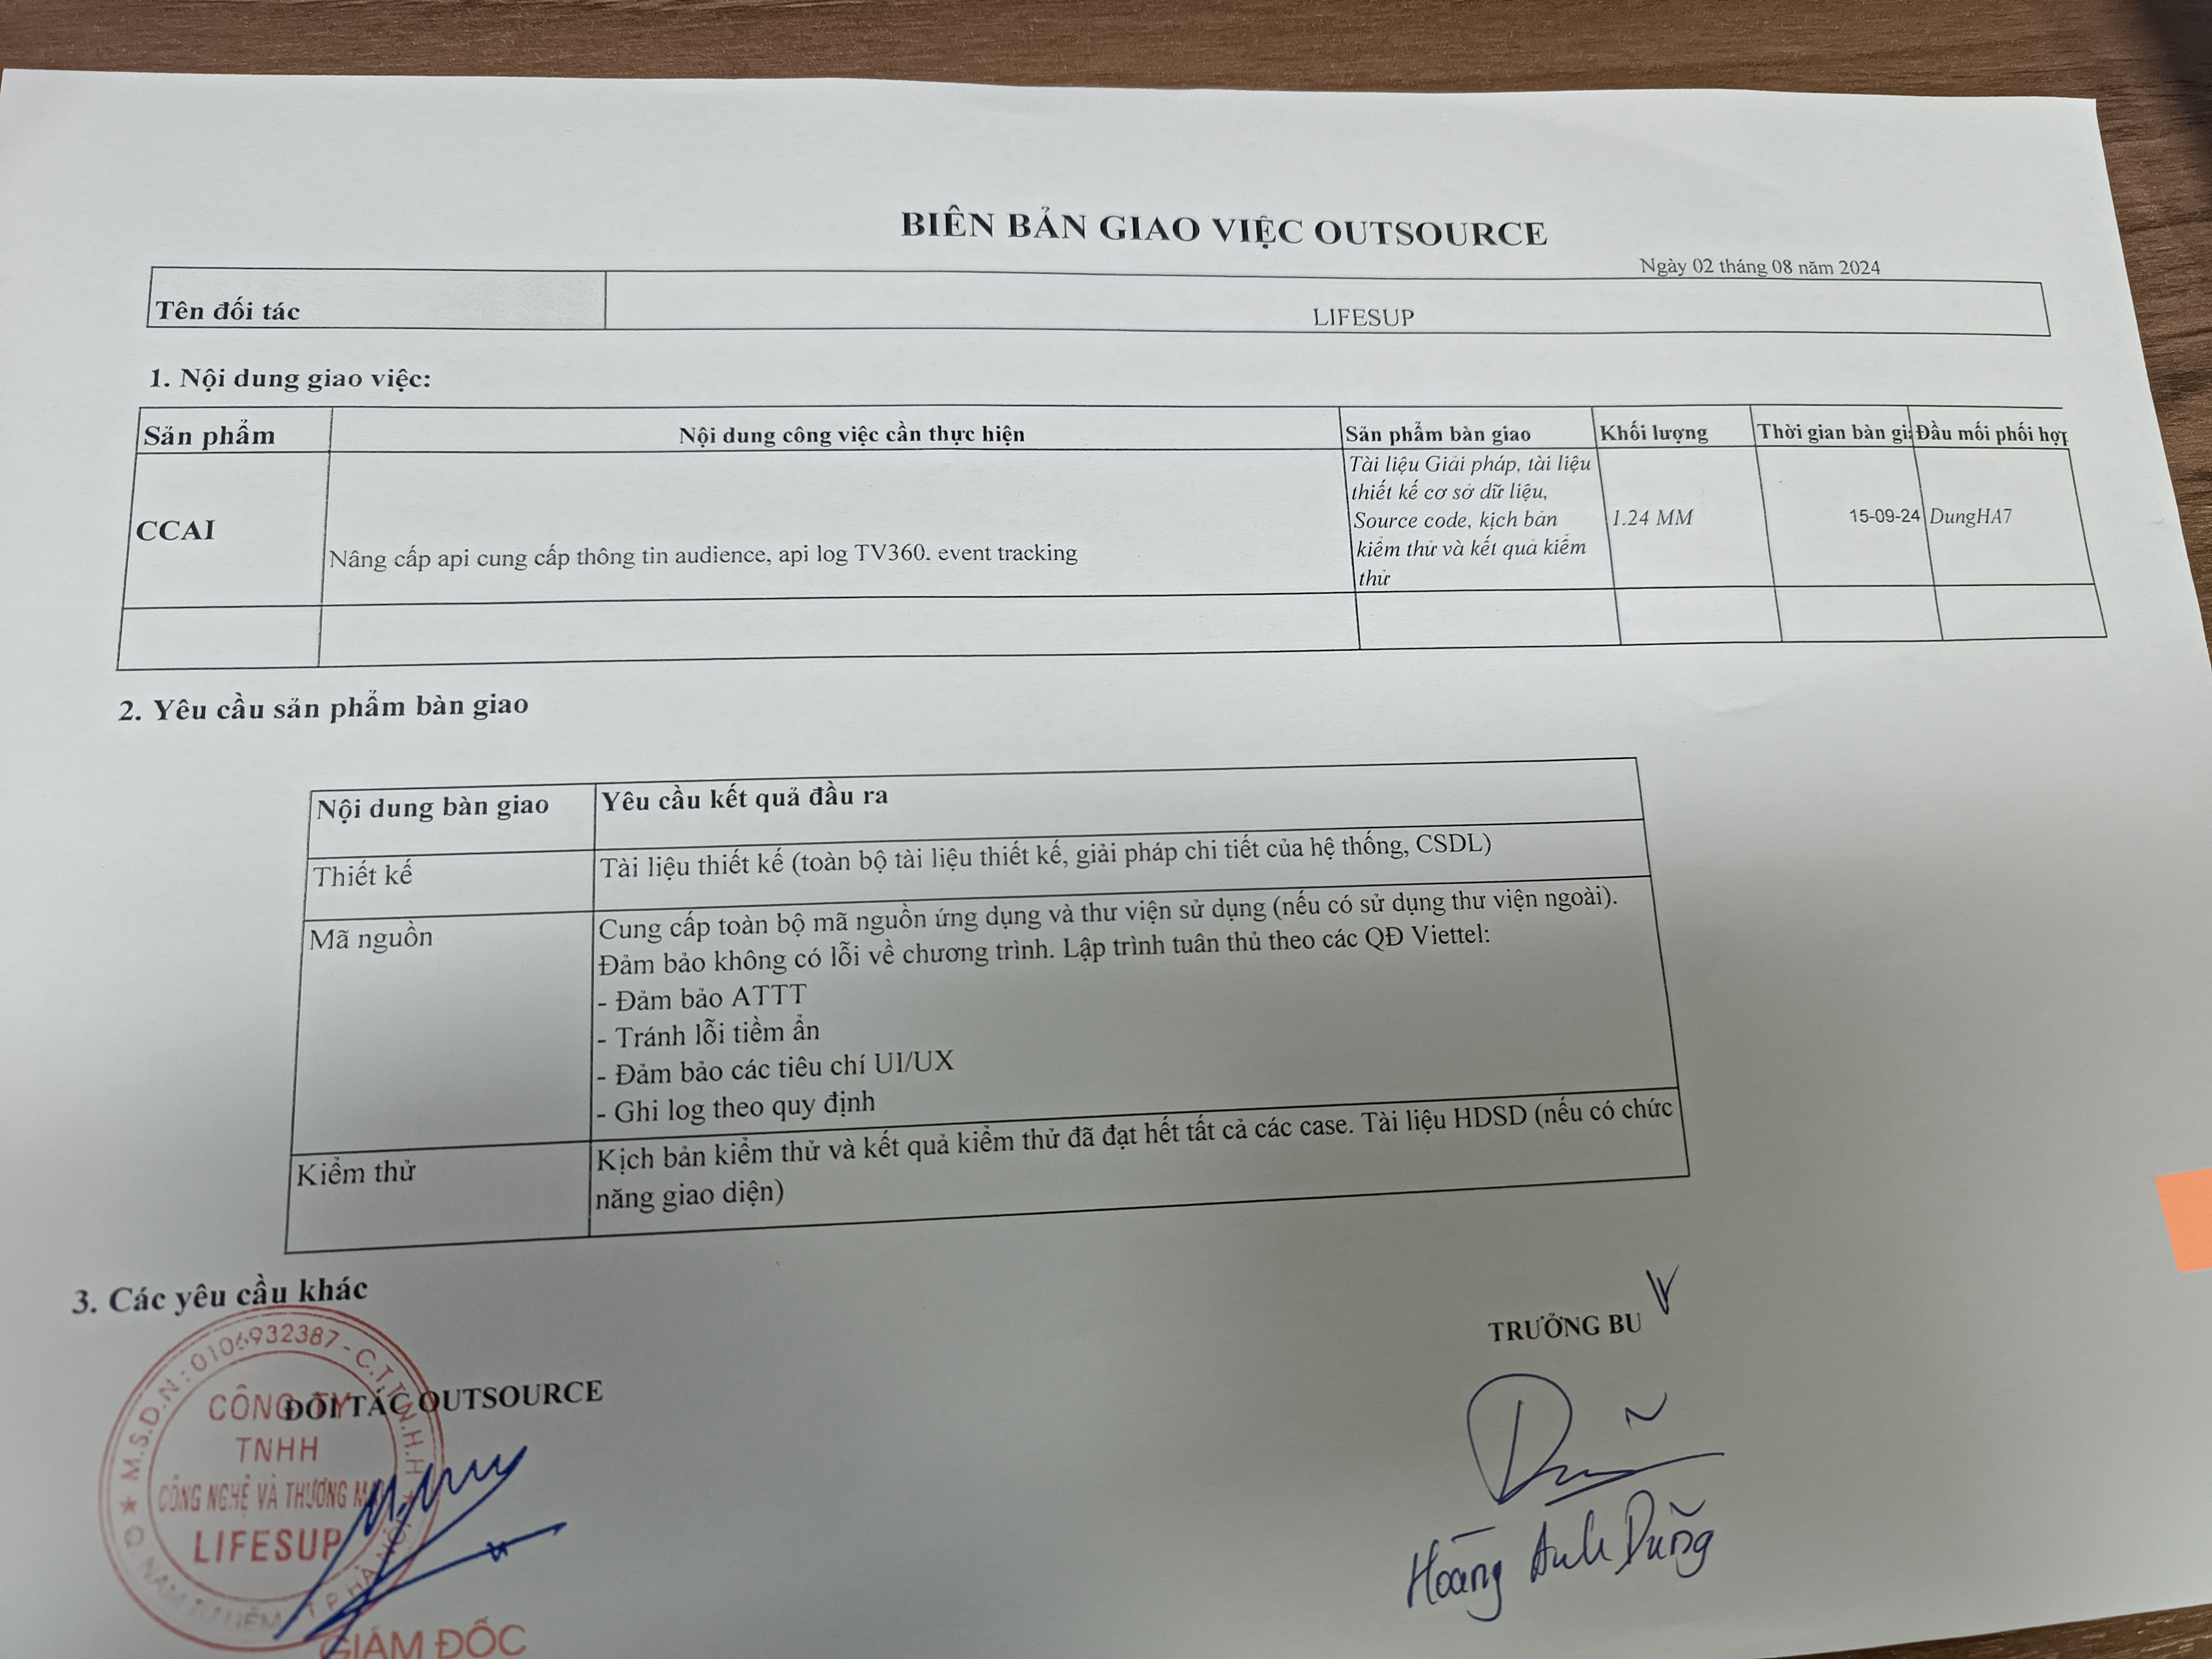 BIÊN BẢN GIAO VIỆC OUTSOURCE
Ngày 02 tháng 08 năm 2024
Tên đối tác LIFESUP
1. Nội dung giao việc:
Sản phẩm Nội dung công việc cần thực hiện Sản phẩm bàn giao Khối lượng Thời gian bàn gi Đầu mối phối hợp
CCAI
Nâng cấp api cung cấp thông tin audience, api log TV360, event tracking
Tài liệu Giải pháp, tài liệu
thiết kế cơ sở dữ liệu,
Source code, kịch bản
kiểm thử và kết quả kiểm
thử
1.24 MM
15-09-24
DungHA7
2. Yêu cầu sản phẩm bàn giao
Nội dung bàn giao Yêu cầu kết quả đầu ra
Thiết kế Tài liệu thiết kế (toàn bộ tài liệu thiết kế, giải pháp chi tiết của hệ thống, CSDL)
Mã nguồn Cung cấp toàn bộ mã nguồn ứng dụng và thư viện sử dụng (nếu có sử dụng thư viện ngoài).
Đảm bảo không có lỗi về chương trình. Lập trình tuân thủ theo các QĐ Viettel:
- Đảm bảo ATTT
- Tránh lỗi tiềm ẩn
- Đảm bảo các tiêu chí UI/UX
- Ghi log theo quy định
Kiểm thử Kịch bản kiểm thử và kết quả kiểm thử đã đạt hết tất cả các case. Tài liệu HDSD (nếu có chức
năng giao diện)
3. Các yêu cầu khác
ĐỐI TÁC OUTSOURCE
M.S.D.N: 0106932387 - C.T.T.N.H.H
CÔNG TY
TNHH
CÔNG NGHỆ VÀ THƯƠNG MẠI
LIFESUP
Q. NAM TỪ LIÊM - T.P HÀ NỘI
GIÁM ĐỐC
TRƯỞNG BU
Hoàng Anh Dũng